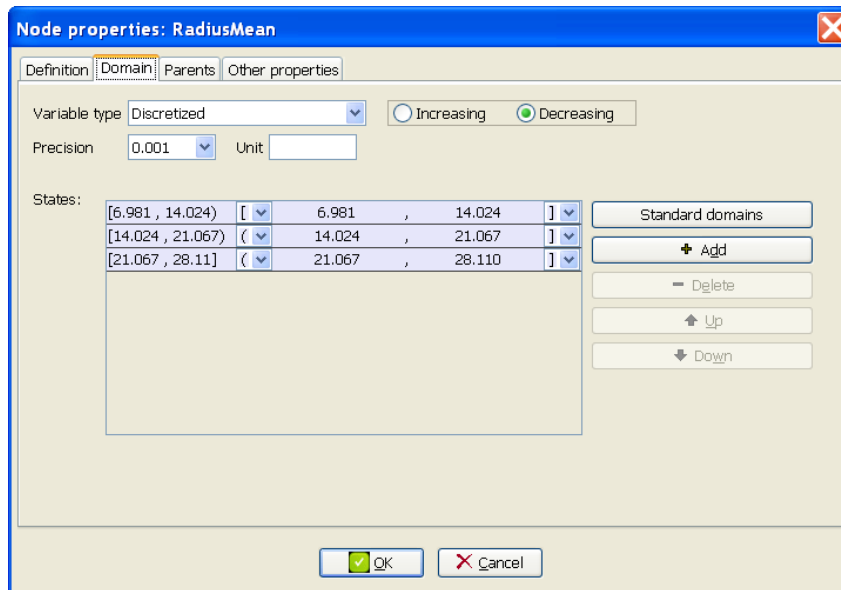 Node properties: RadiusMean
Definition Domain Parents Other properties
Variable type Discretized Increasing Decreasing
Precision 0.001 Unit
States:
[6.981 , 14.024) [ 6.981 , 14.024 ]
[14.024 , 21.067) ( 14.024 , 21.067 ]
[21.067 , 28.11] ( 21.067 , 28.110 ]
Standard domains
Add
Delete
Up
Down
OK Cancel